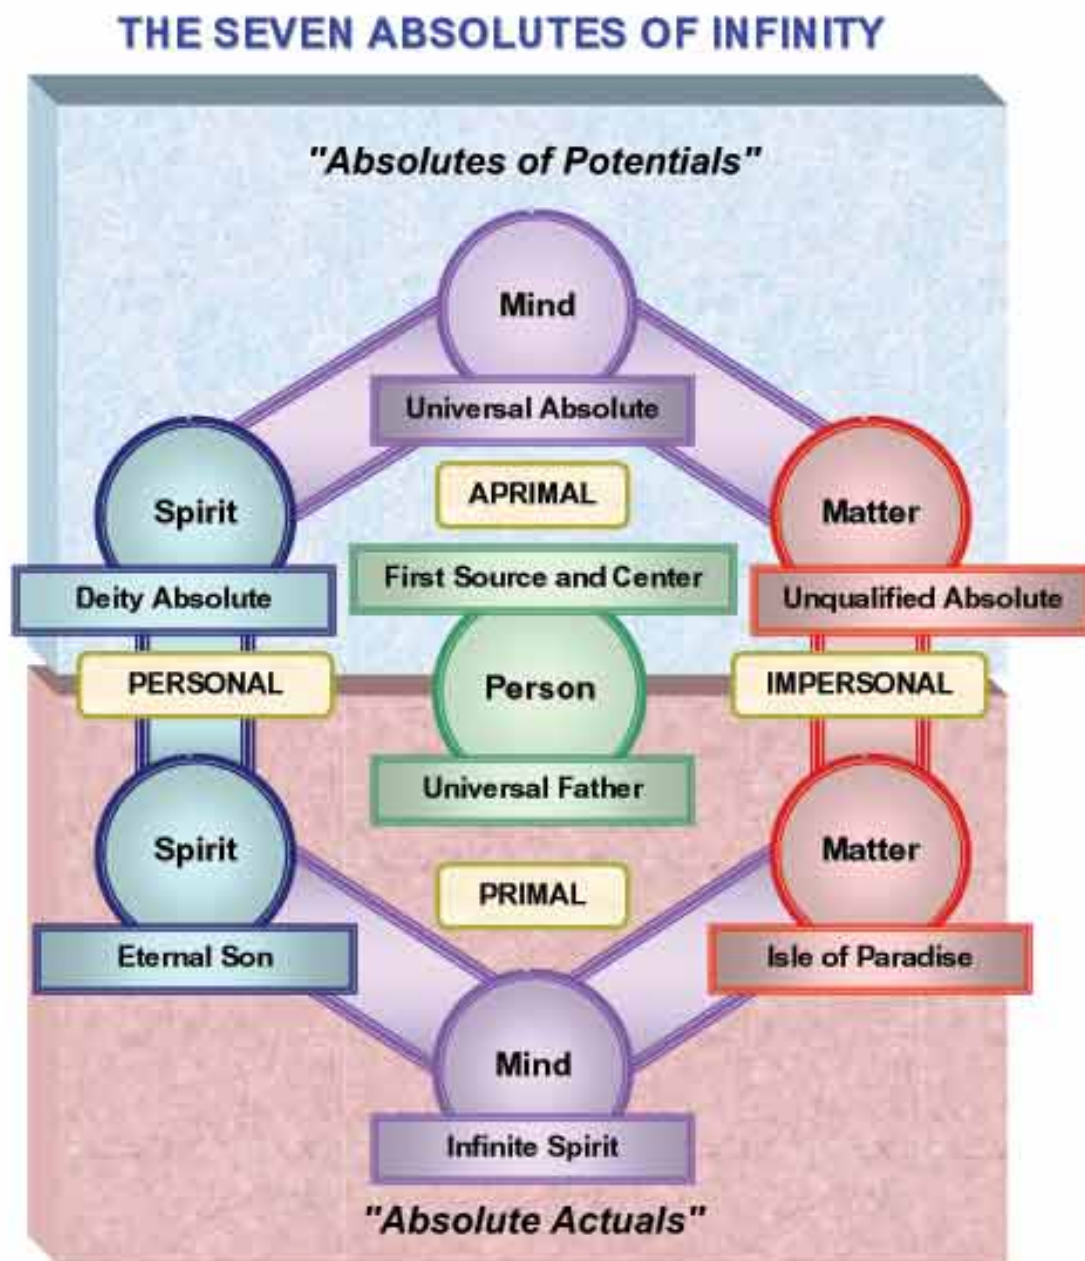 THE SEVEN ABSOLUTES OF INFINITY
"Absolutes of Potentials"
Mind
Universal Absolute
APRIMAL
Spirit
Matter
First Source and Center
Deity Absolute
Unqualified Absolute
PERSONAL
Person
IMPERSONAL
Universal Father
Spirit
Matter
PRIMAL
Eternal Son
Isle of Paradise
Mind
Infinite Spirit
"Absolute Actuals"